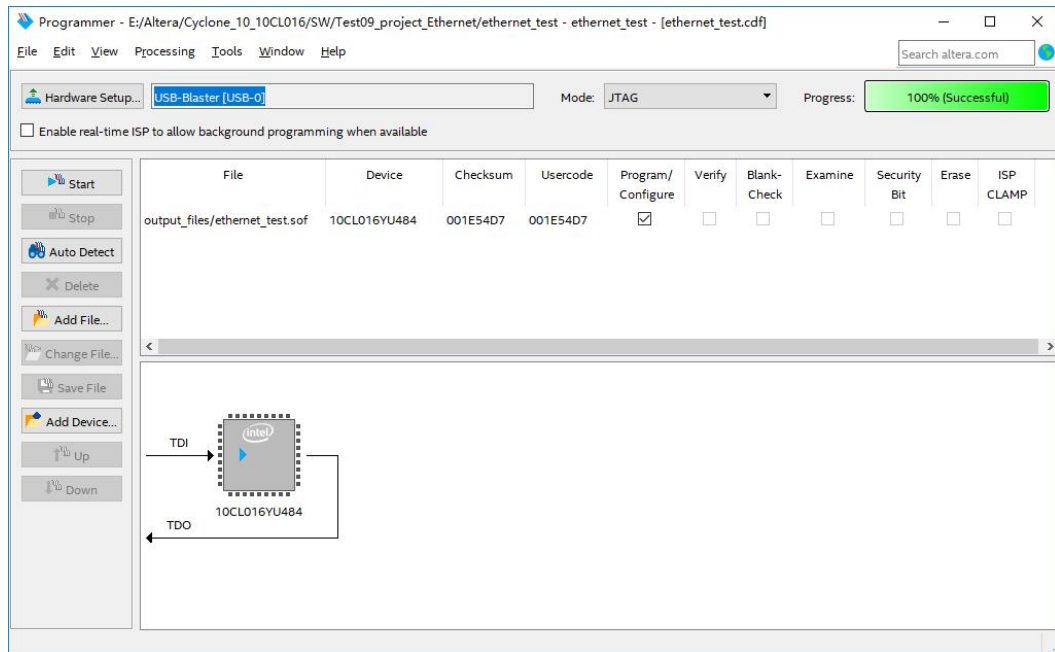 Programmer - E:/Altera/Cyclone_10_10CL016/SW/Test09_project_Ethernet/ethernet_test - ethernet_test - [ethernet_test.cdf]
File Edit View Processing Tools Window Help
Search altera.com
Hardware Setup... USB-Blaster [USB-0] Mode: JTAG Progress: 100% (Successful)
Enable real-time ISP to allow background programming when available
Start
Stop
Auto Detect
Delete
Add File...
Change File...
Save File
Add Device...
Up
Down
File Device Checksum Usercode Program/ Verify Blank- Examine Security Erase ISP
Configure Check Bit CLAMP
output_files/ethernet_test.sof 10CL016YU484 001E54D7 001E54D7
TDI
intel
10CL016YU484
TDO